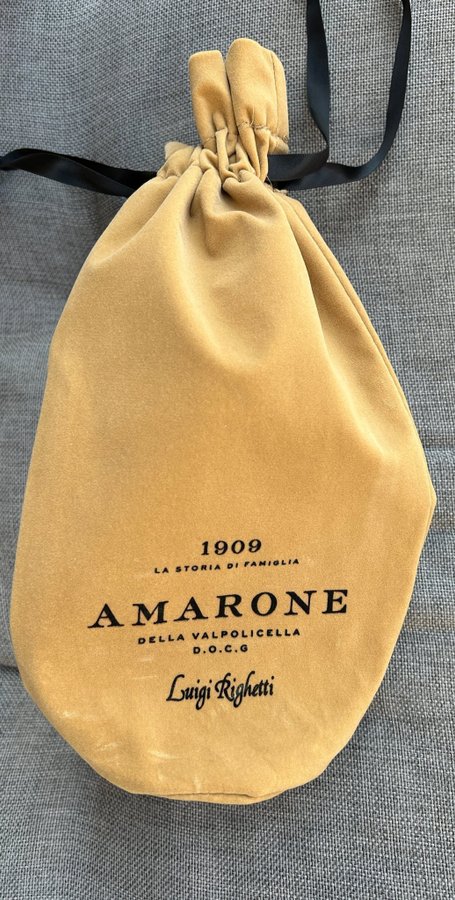 1909
LA STORIA DI FAMIGLIA
AMARONE
DELLA VALPOLICELLA
D.O.C.G
Luigi Righetti